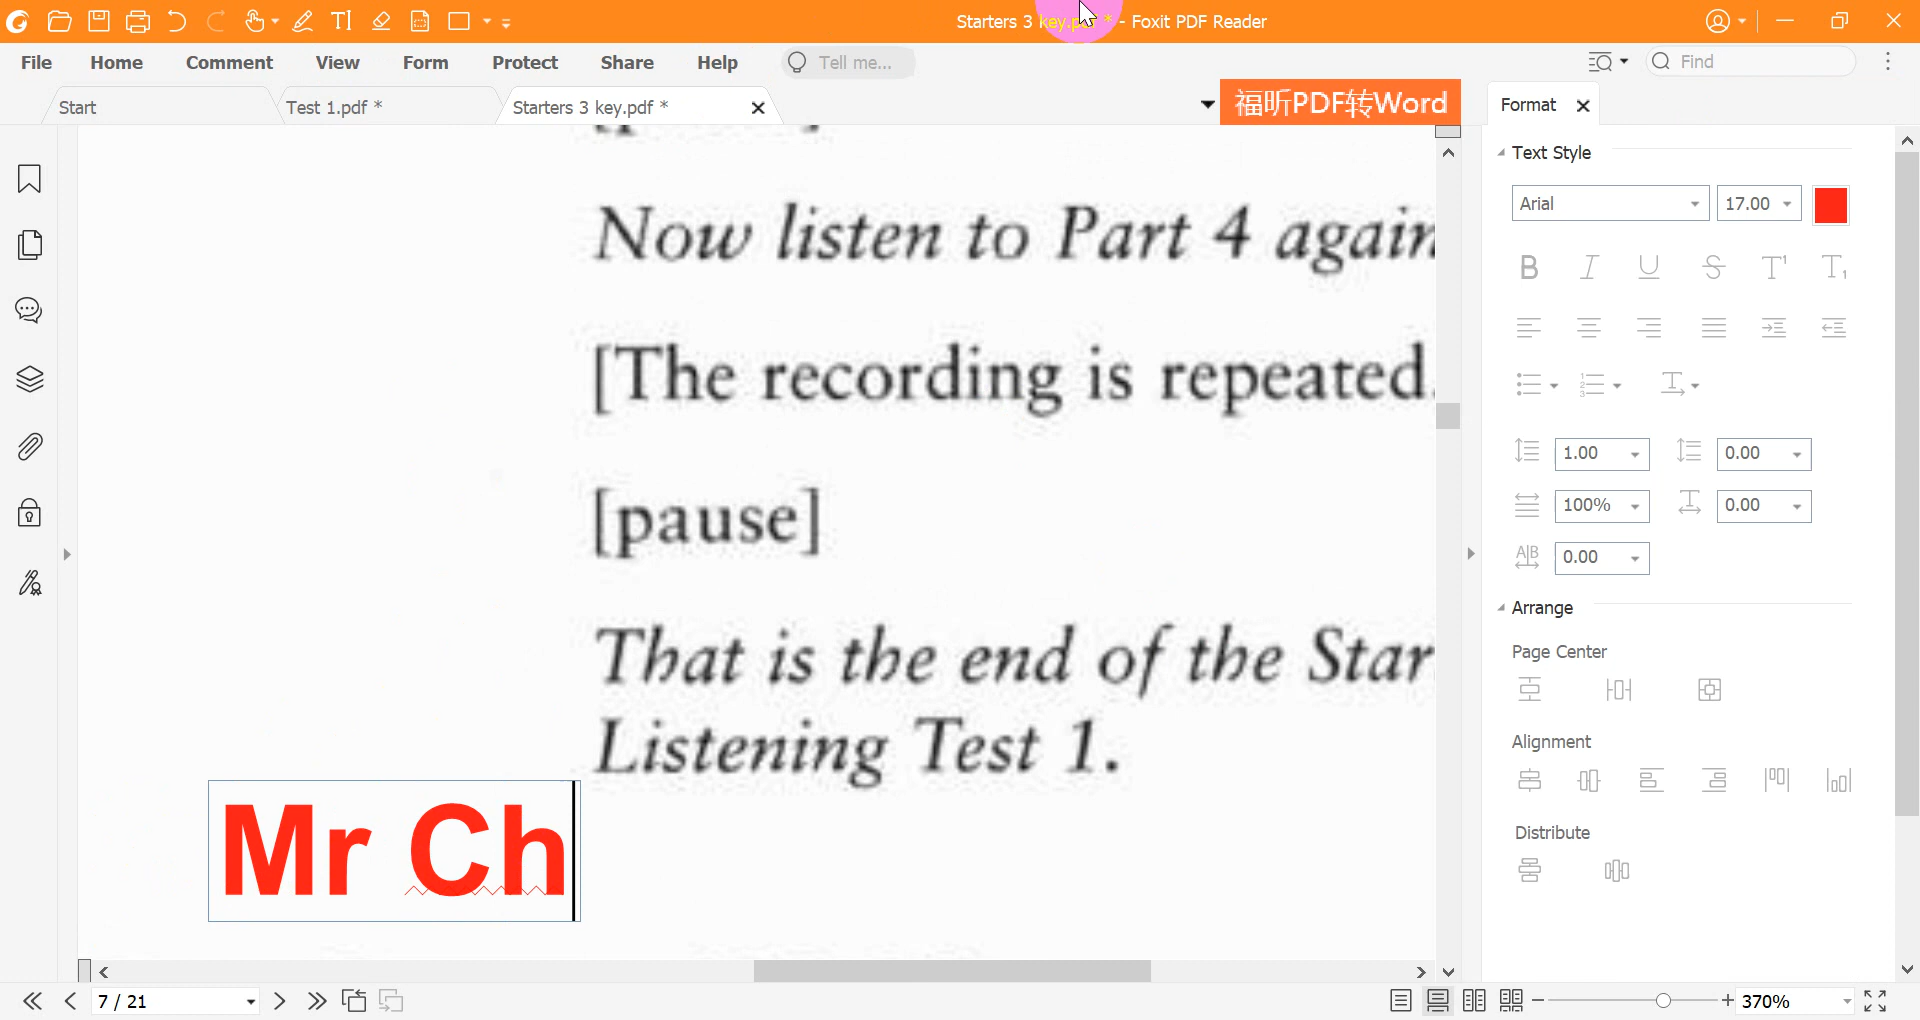 Starters 3 key.pdf * - Foxit PDF Reader
File Home Comment View Form Protect Share Help Tell me... Find
Start Test 1.pdf * Starters 3 key.pdf * 福昕PDF转Word Format
Text Style
Arial 17.00
Now listen to Part 4 again
[The recording is repeated.
[pause]
That is the end of the Star
Listening Test 1.
Mr Ch
1.00 0.00
100% 0.00
0.00
Arrange
Page Center
Alignment
Distribute
7 / 21 370%